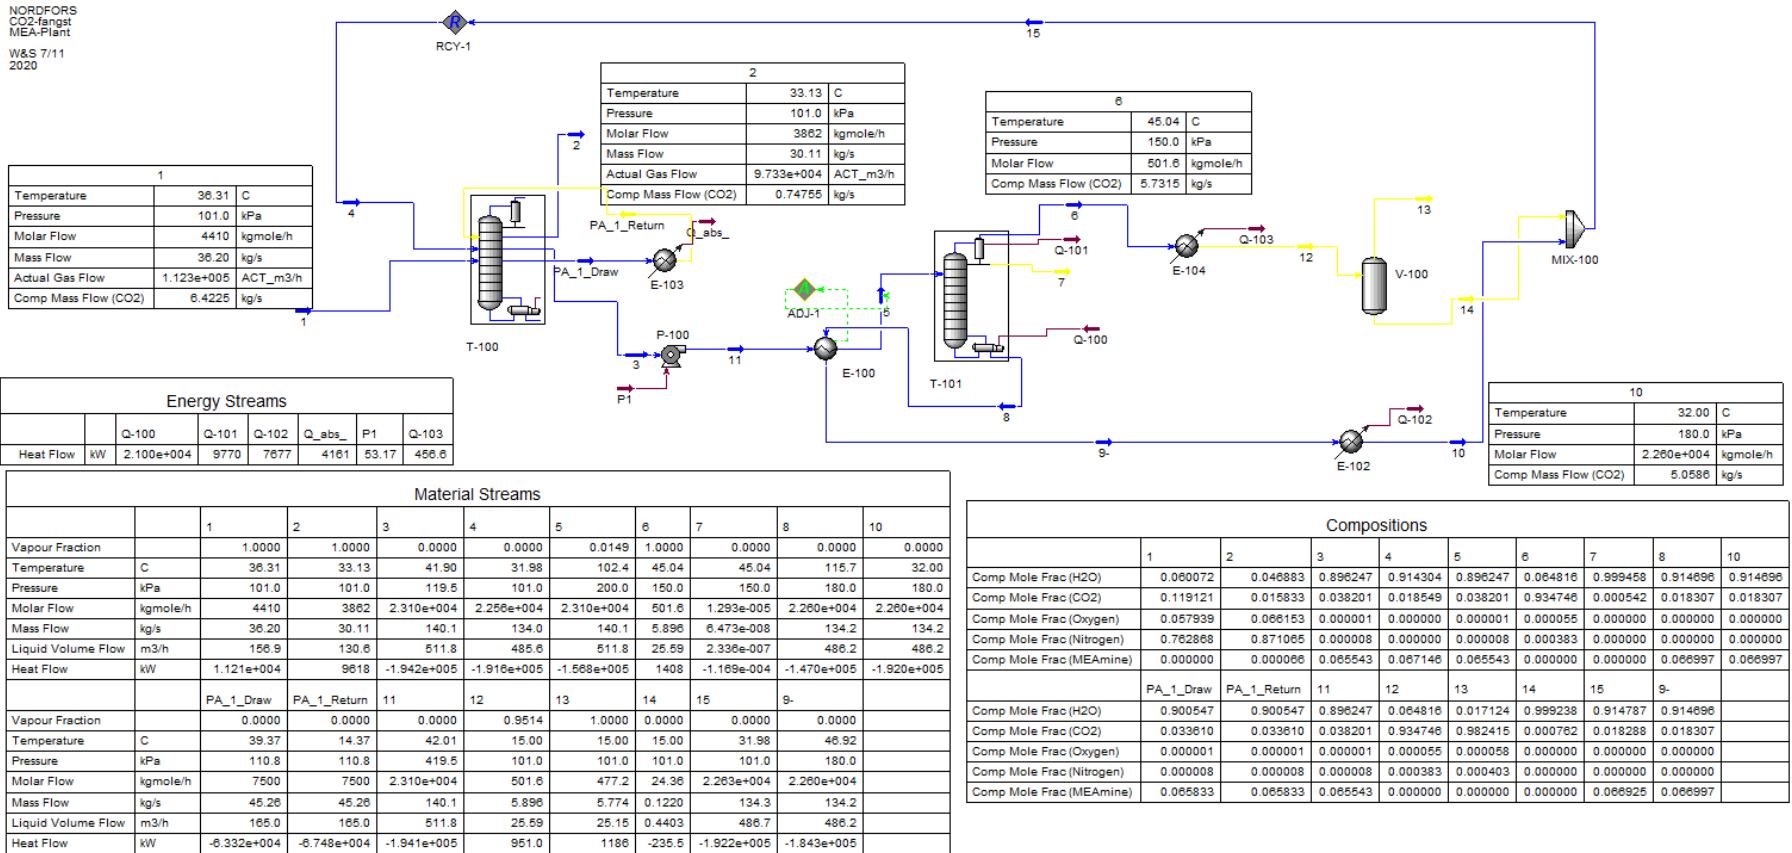 NORDFORS
CO2-fangst
MEA-Plant
W&S 7/11
2020
RCY-1
15
2
Temperature 33.13 C
Pressure 101.0 kPa
Molar Flow 3862 kgmole/h
Mass Flow 30.11 kg/s
Actual Gas Flow 9.733e+004 ACT_m3/h
Comp Mass Flow (CO2) 0.74755 kg/s
6
Temperature 45.04 C
Pressure 150.0 kPa
Molar Flow 501.6 kgmole/h
Comp Mass Flow (CO2) 5.7315 kg/s
1
Temperature 36.31 C
Pressure 101.0 kPa
Molar Flow 4410 kgmole/h
Mass Flow 36.20 kg/s
Actual Gas Flow 1.123e+005 ACT_m3/h
Comp Mass Flow (CO2) 6.4225 kg/s
2
4
PA_1_Return
Q_abs_
PA_1_Draw
E-103
1
T-100
3
P-100
P1
11
ADJ-1
5
E-100
T-101
6
Q-101
7
Q-100
8
E-104
Q-103
12
13
V-100
14
MIX-100
9-
E-102
Q-102
10
10
Temperature 32.00 C
Pressure 180.0 kPa
Molar Flow 2.260e+004 kgmole/h
Comp Mass Flow (CO2) 5.0586 kg/s
Energy Streams
Q-100 Q-101 Q-102 Q_abs_ P1 Q-103
Heat Flow kW 2.100e+004 9770 7677 4161 53.17 456.6
Material Streams
1 2 3 4 5 6 7 8 10
Vapour Fraction 1.0000 1.0000 0.0000 0.0000 0.0149 1.0000 0.0000 0.0000 0.0000
Temperature C 36.31 33.13 41.90 31.98 102.4 45.04 45.04 115.7 32.00
Pressure kPa 101.0 101.0 119.5 101.0 200.0 150.0 150.0 180.0 180.0
Molar Flow kgmole/h 4410 3862 2.310e+004 2.256e+004 2.310e+004 501.6 1.293e-005 2.260e+004 2.260e+004
Mass Flow kg/s 36.20 30.11 140.1 134.0 140.1 5.896 6.473e-008 134.2 134.2
Liquid Volume Flow m3/h 156.9 130.6 511.8 485.6 511.8 25.59 2.336e-007 486.2 486.2
Heat Flow kW 1.121e+004 9618 -1.942e+005 -1.916e+005 -1.568e+005 1408 -1.169e-004 -1.470e+005 -1.920e+005
PA_1_Draw PA_1_Return 11 12 13 14 15 9-
Vapour Fraction 0.0000 0.0000 0.0000 0.9514 1.0000 0.0000 0.0000 0.0000
Temperature C 39.37 14.37 42.01 15.00 15.00 15.00 31.98 46.92
Pressure kPa 110.8 110.8 419.5 101.0 101.0 101.0 101.0 180.0
Molar Flow kgmole/h 7500 7500 2.310e+004 501.6 477.2 24.36 2.263e+004 2.260e+004
Mass Flow kg/s 45.26 45.26 140.1 5.896 5.774 0.1220 134.3 134.2
Liquid Volume Flow m3/h 165.0 165.0 511.8 25.59 25.15 0.4403 486.7 486.2
Heat Flow kW -6.332e+004 -6.748e+004 -1.941e+005 951.0 1186 -235.5 -1.922e+005 -1.843e+005
Compositions
1 2 3 4 5 6 7 8 10
Comp Mole Frac (H2O) 0.060072 0.046883 0.896247 0.914304 0.896247 0.064816 0.999458 0.914696 0.914696
Comp Mole Frac (CO2) 0.119121 0.015833 0.038201 0.018549 0.038201 0.934746 0.000542 0.018307 0.018307
Comp Mole Frac (Oxygen) 0.057939 0.066153 0.000001 0.000000 0.000001 0.000055 0.000000 0.000000 0.000000
Comp Mole Frac (Nitrogen) 0.762868 0.871065 0.000008 0.000000 0.000008 0.000383 0.000000 0.000000 0.000000
Comp Mole Frac (MEAmine) 0.000000 0.000066 0.065543 0.067146 0.065543 0.000000 0.000000 0.066997 0.066997
PA_1_Draw PA_1_Return 11 12 13 14 15 9-
Comp Mole Frac (H2O) 0.900547 0.900547 0.896247 0.064816 0.017124 0.999238 0.914787 0.914696
Comp Mole Frac (CO2) 0.033610 0.033610 0.038201 0.934746 0.982415 0.000762 0.018288 0.018307
Comp Mole Frac (Oxygen) 0.000001 0.000001 0.000001 0.000055 0.000058 0.000000 0.000000 0.000000
Comp Mole Frac (Nitrogen) 0.000008 0.000008 0.000008 0.000383 0.000403 0.000000 0.000000 0.000000
Comp Mole Frac (MEAmine) 0.065833 0.065833 0.065543 0.000000 0.000000 0.000000 0.066925 0.066997